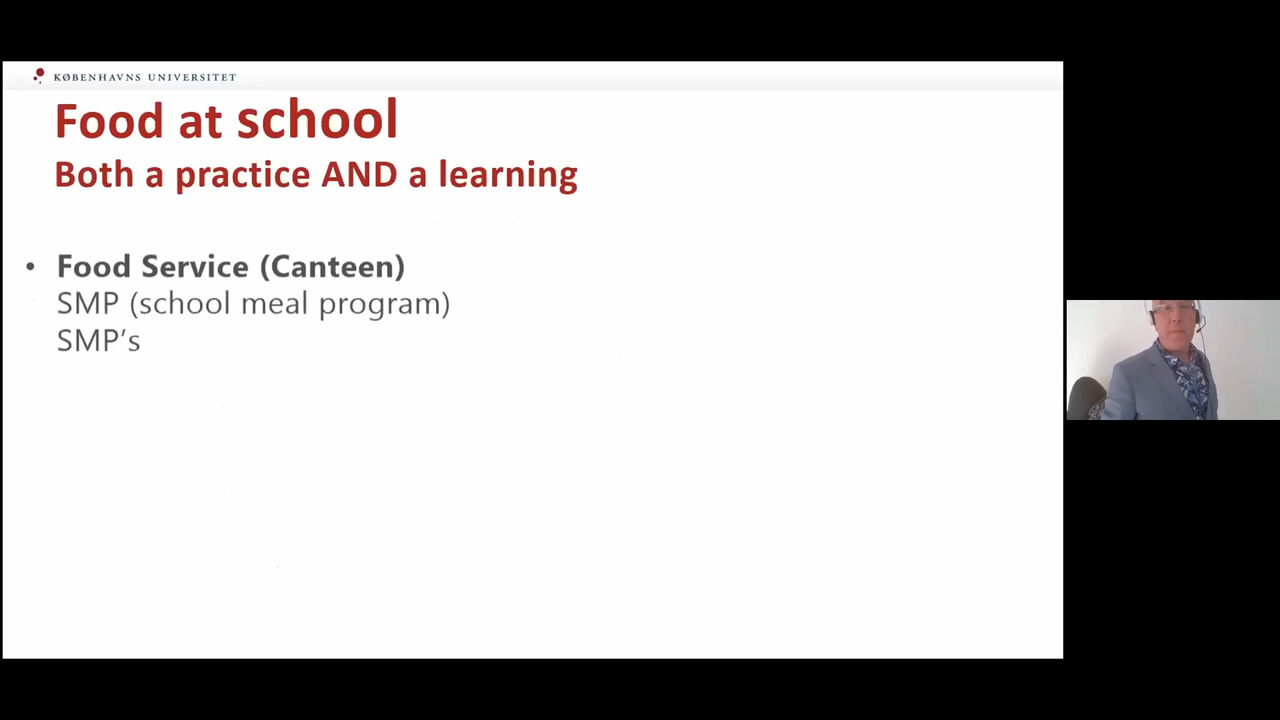 KØBENHAVNS UNIVERSITET
Food at school
Both a practice AND a learning
• Food Service (Canteen)
SMP (school meal program)
SMP’s